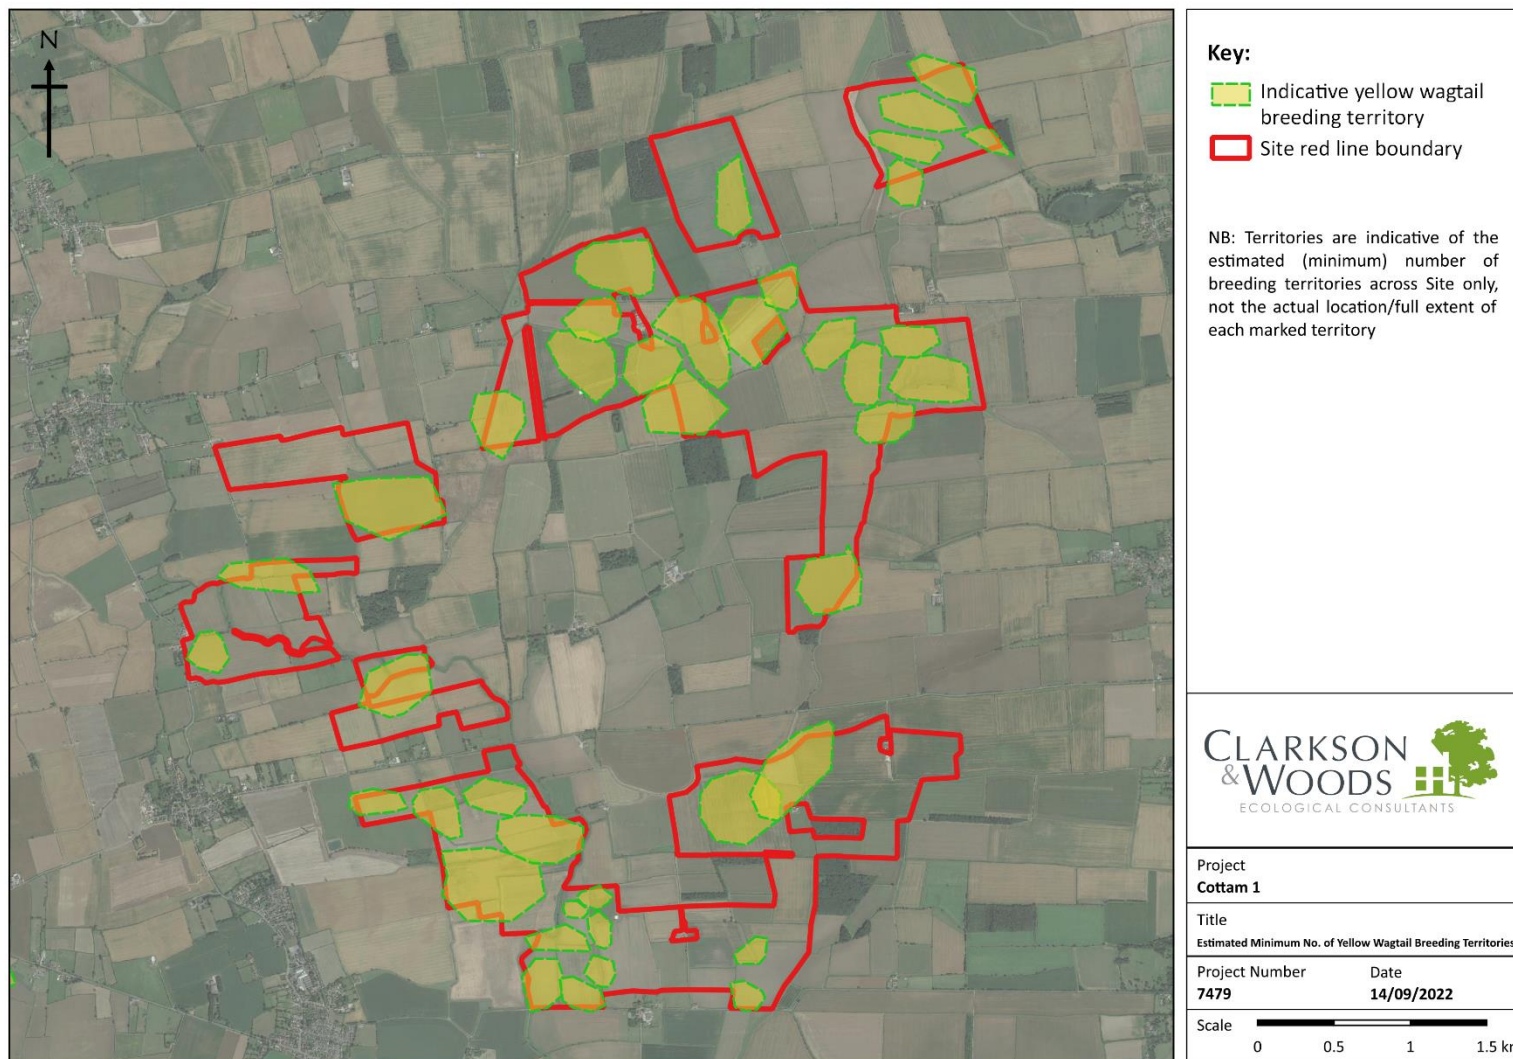 N
Key:
Indicative yellow wagtail
breeding territory
Site red line boundary
NB: Territories are indicative of the
estimated (minimum) number of
breeding territories across Site only,
not the actual location/full extent of
each marked territory
CLARKSON
& WOODS
ECOLOGICAL CONSULTANTS
Project
Cottam 1
Title
Estimated Minimum No. of Yellow Wagtail Breeding Territories
Project Number Date
7479 14/09/2022
Scale
0 0.5 1 1.5 km